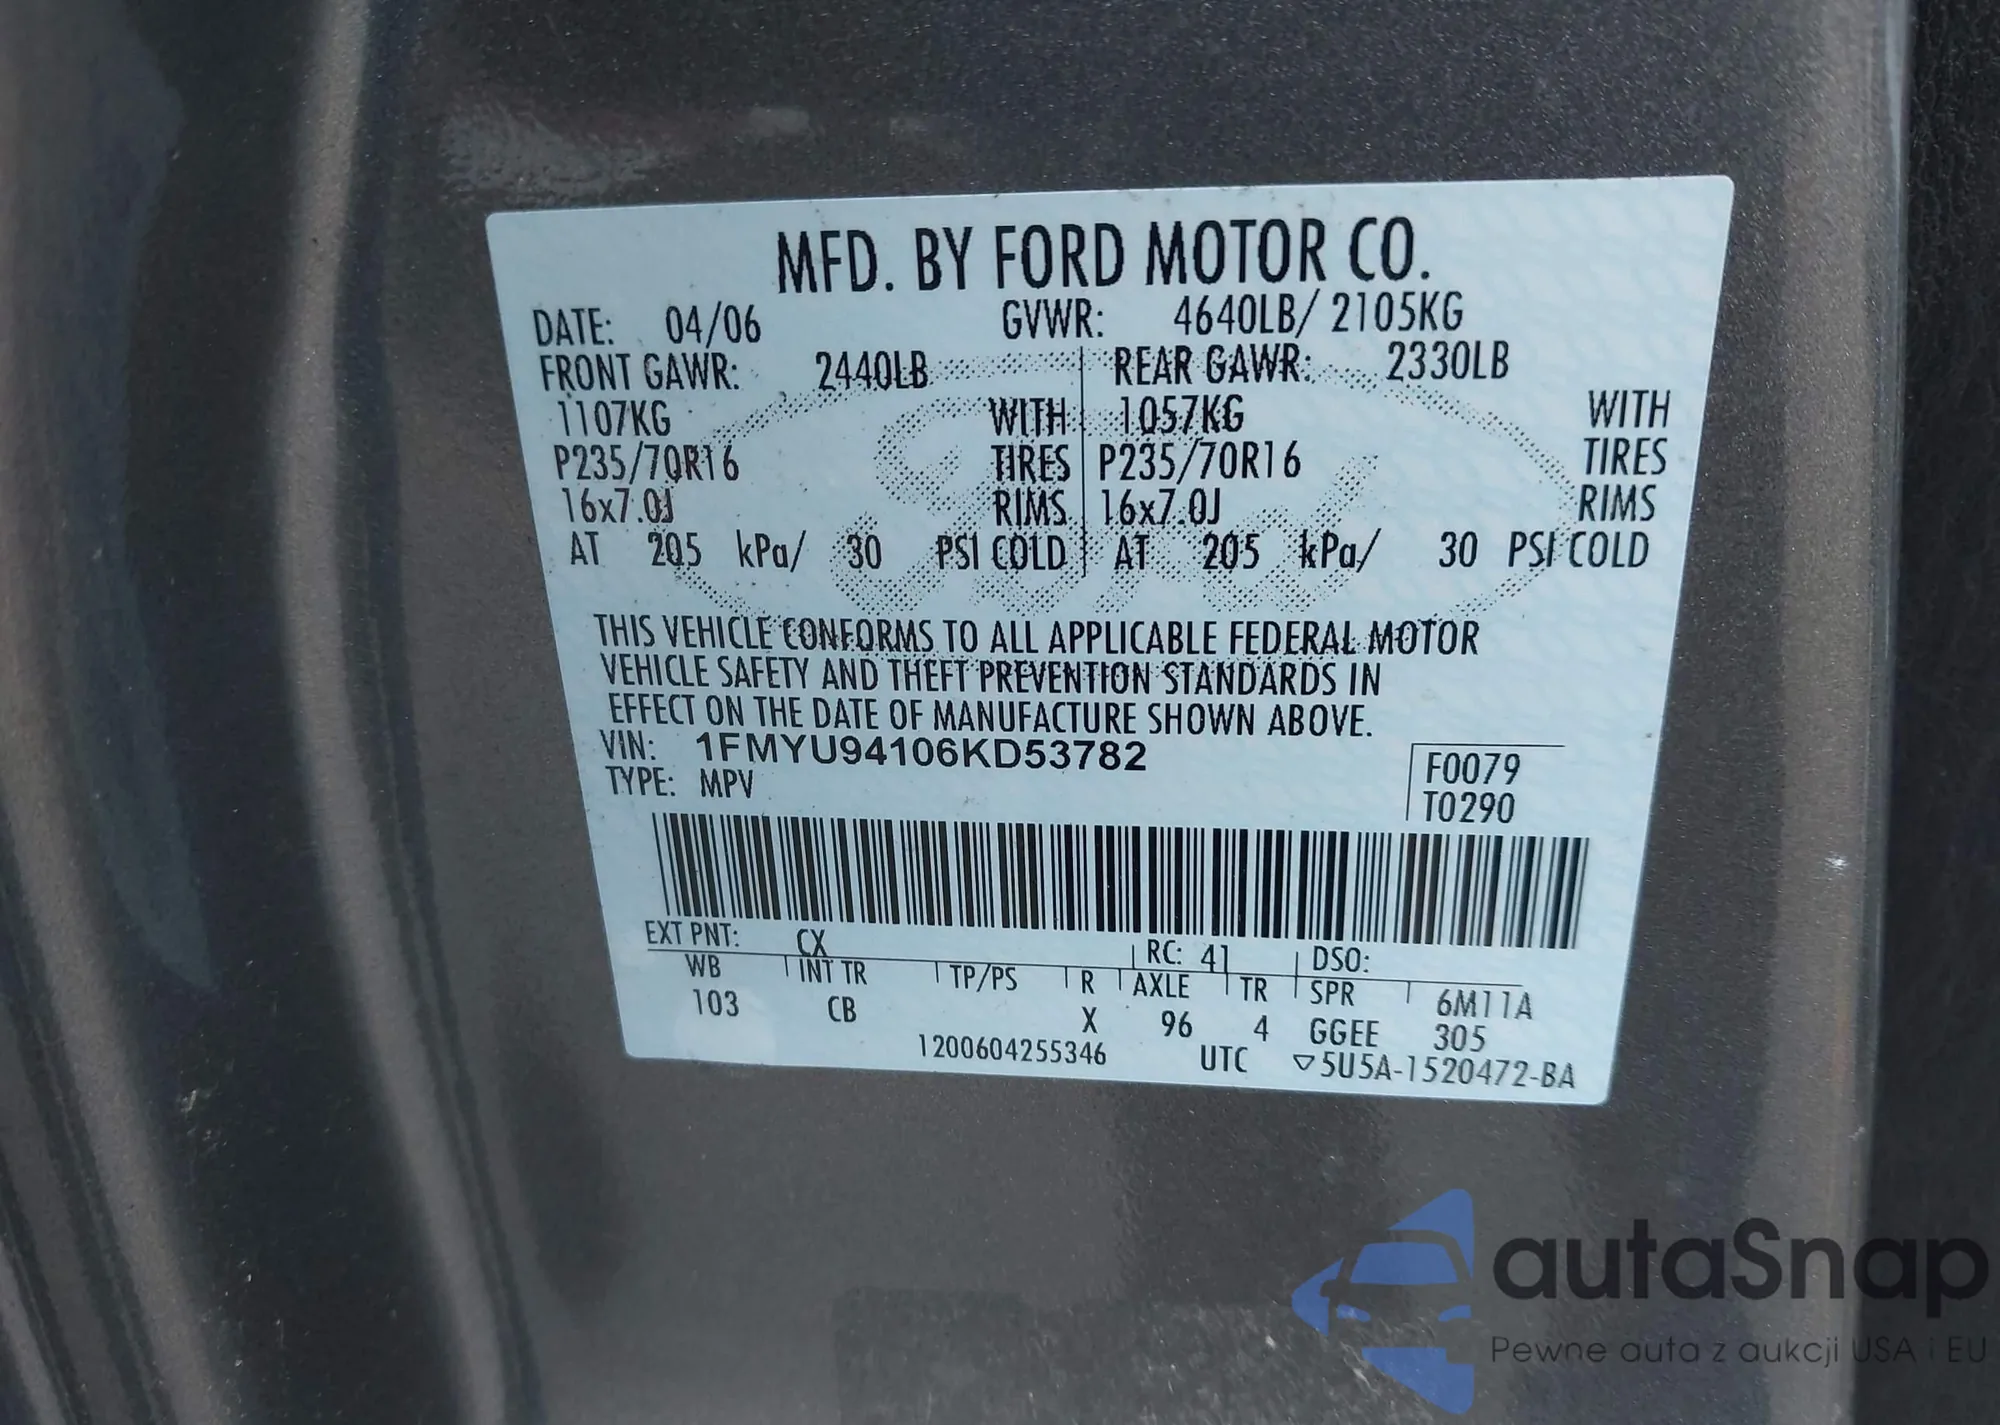 MFD. BY FORD MOTOR CO.
DATE: 04/06 GVWR: 4640LB/ 2105KG
FRONT GAWR: 2440LB REAR GAWR: 2330LB
1107KG WITH 1057KG WITH
P235/70R16 TIRES P235/70R16 TIRES
16x7.0J RIMS 16x7.0J RIMS
AT 205 kPa/ 30 PSI COLD AT 205 kPa/ 30 PSI COLD
THIS VEHICLE CONFORMS TO ALL APPLICABLE FEDERAL MOTOR
VEHICLE SAFETY AND THEFT PREVENTION STANDARDS IN
EFFECT ON THE DATE OF MANUFACTURE SHOWN ABOVE.
VIN: 1FMYU94106KD53782
F0079
TYPE: MPV
T0290
EXT PNT: CX RC: 41 DSO:
WB INT TR TP/PS R AXLE TR SPR 6M11A
103 CB X 96 4 GGEE 305
1200604255346 UTC ▽5U5A-1520472-BA
autaSnap
Pewne auta z aukcji USA i EU